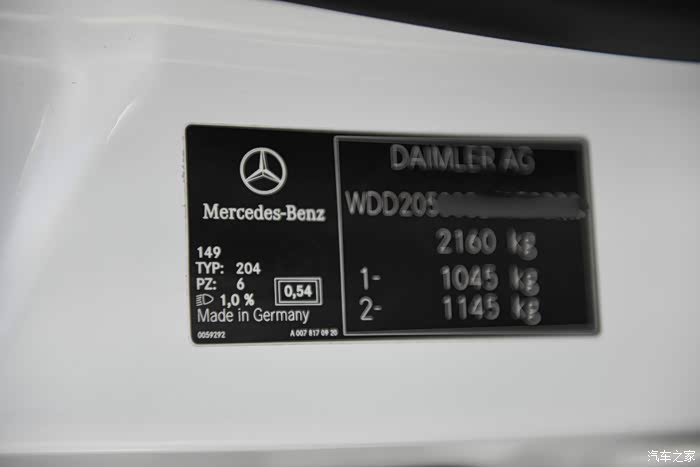 Mercedes-Benz
149
TYP: 204
PZ: 6
1,0 %
0,54
Made in Germany
0059292
A 007 817 09 20
DAIMLER AG
WDD205
2160 kg
1- 1045 kg
2- 1145 kg
汽车之家